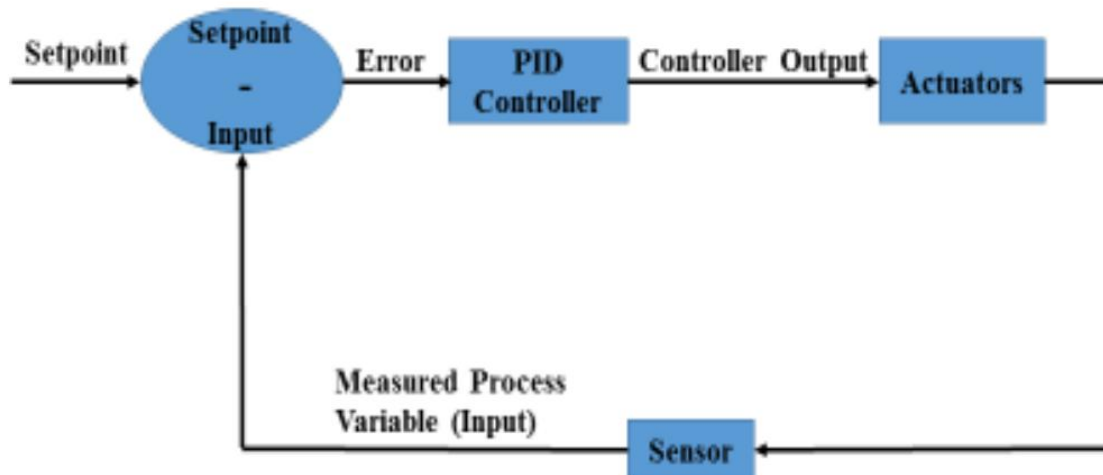 Setpoint
Setpoint
-
Input
Error
PID
Controller
Controller Output
Actuators
Measured Process
Variable (Input)
Sensor